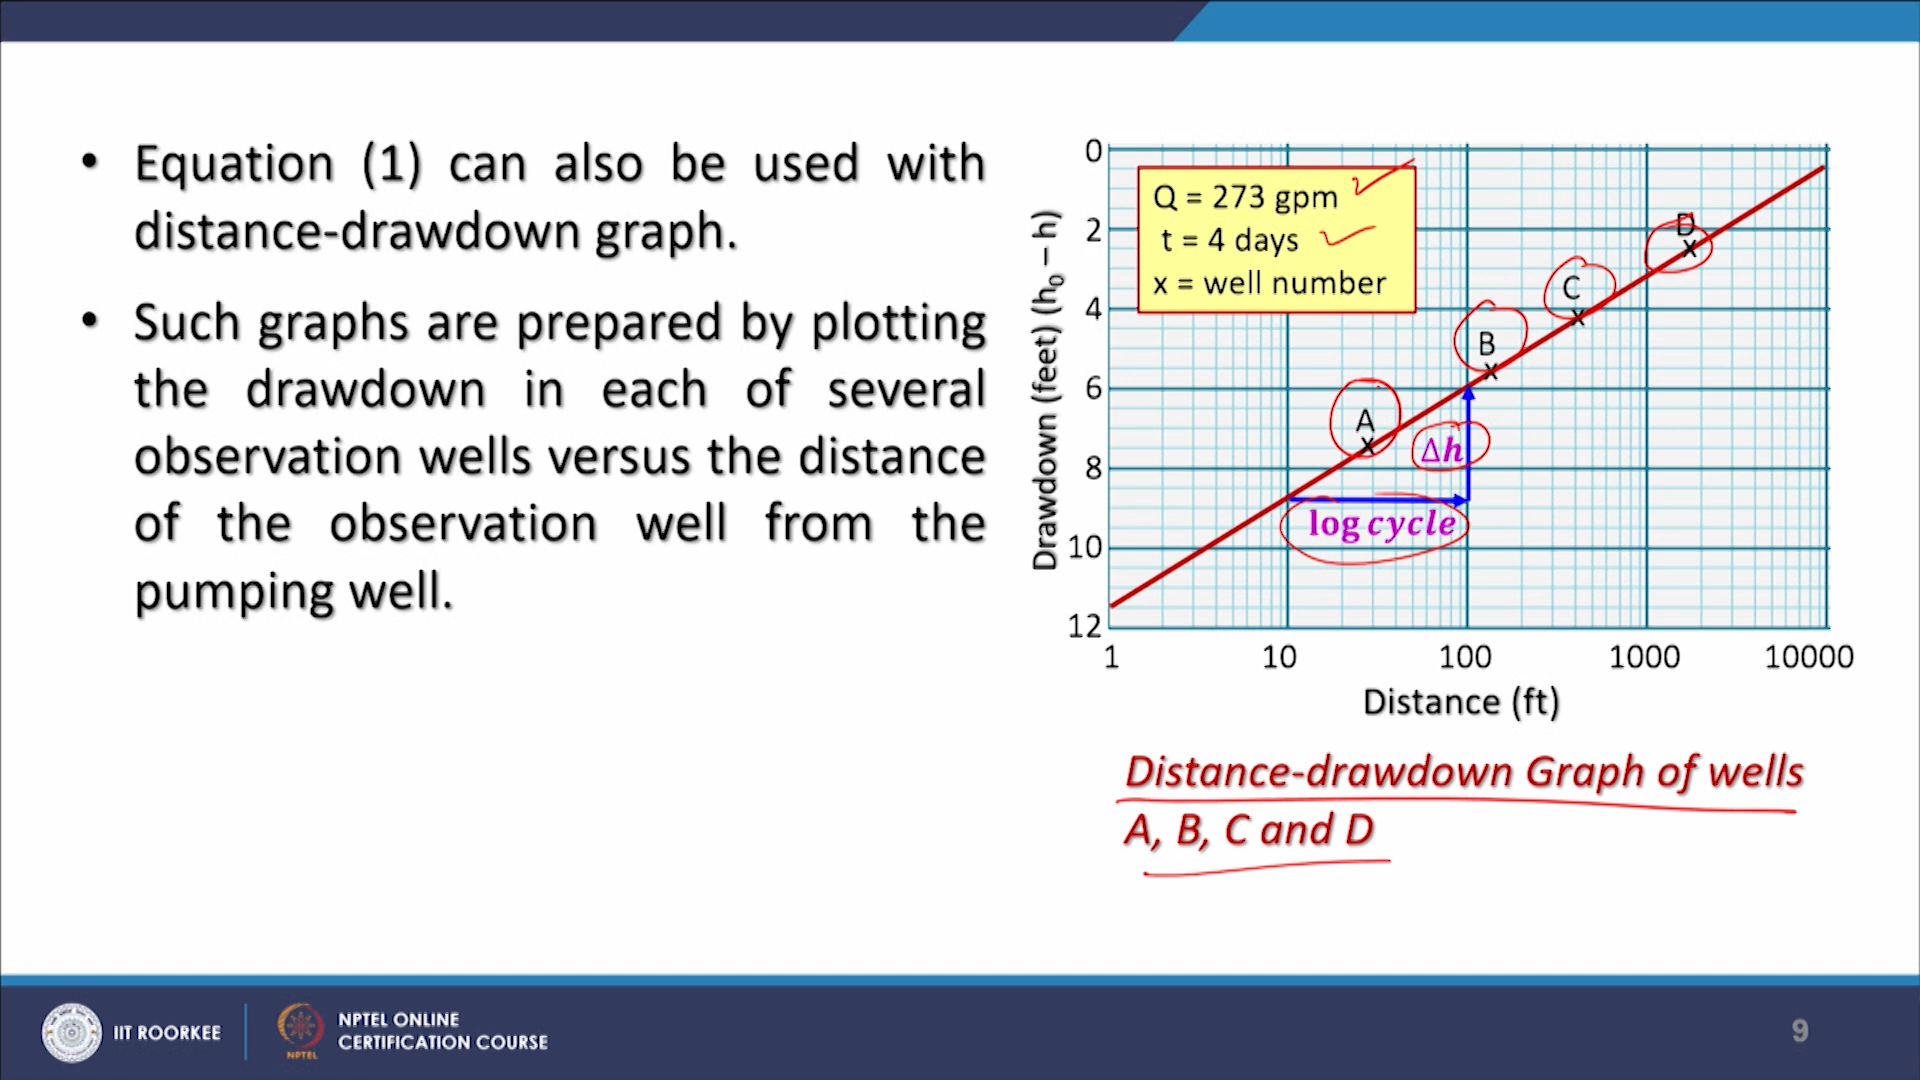 • Equation (1) can also be used with
distance-drawdown graph.
• Such graphs are prepared by plotting
the drawdown in each of several
observation wells versus the distance
of the observation well from the
pumping well.
Drawdown (feet) (h₀ – h)
0
2
4
6
8
10
12
Q = 273 gpm
t = 4 days
x = well number
A
x
B
x
C
x
D
x
Δh
log cycle
1 10 100 1000 10000
Distance (ft)
Distance-drawdown Graph of wells
A, B, C and D
IIT ROORKEE
NPTEL
NPTEL ONLINE
CERTIFICATION COURSE
9